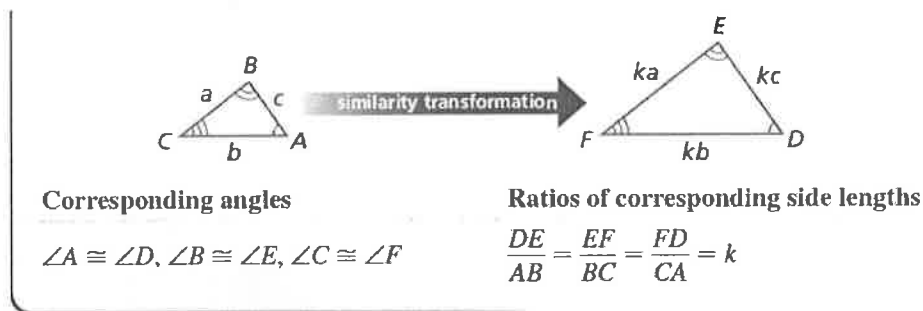 E
B
ka
kc
a
c
similarity transformation
C
b
A
F
kb
D
Corresponding angles
Ratios of corresponding side lengths
∠A ≅ ∠D, ∠B ≅ ∠E, ∠C ≅ ∠F
DE/AB = EF/BC = FD/CA = k